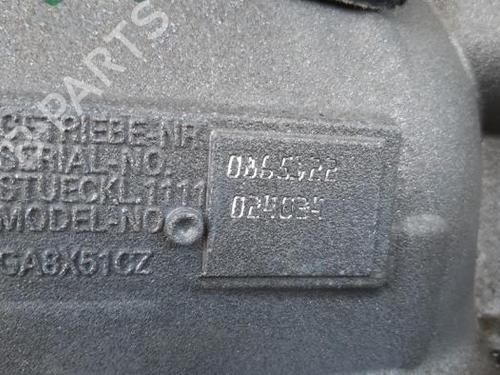 PARTS
GETRIEBE-NR
SERIAL-NO.
STUECKL.1111
MODEL-NO
GA8X51CZ
0865322
024034